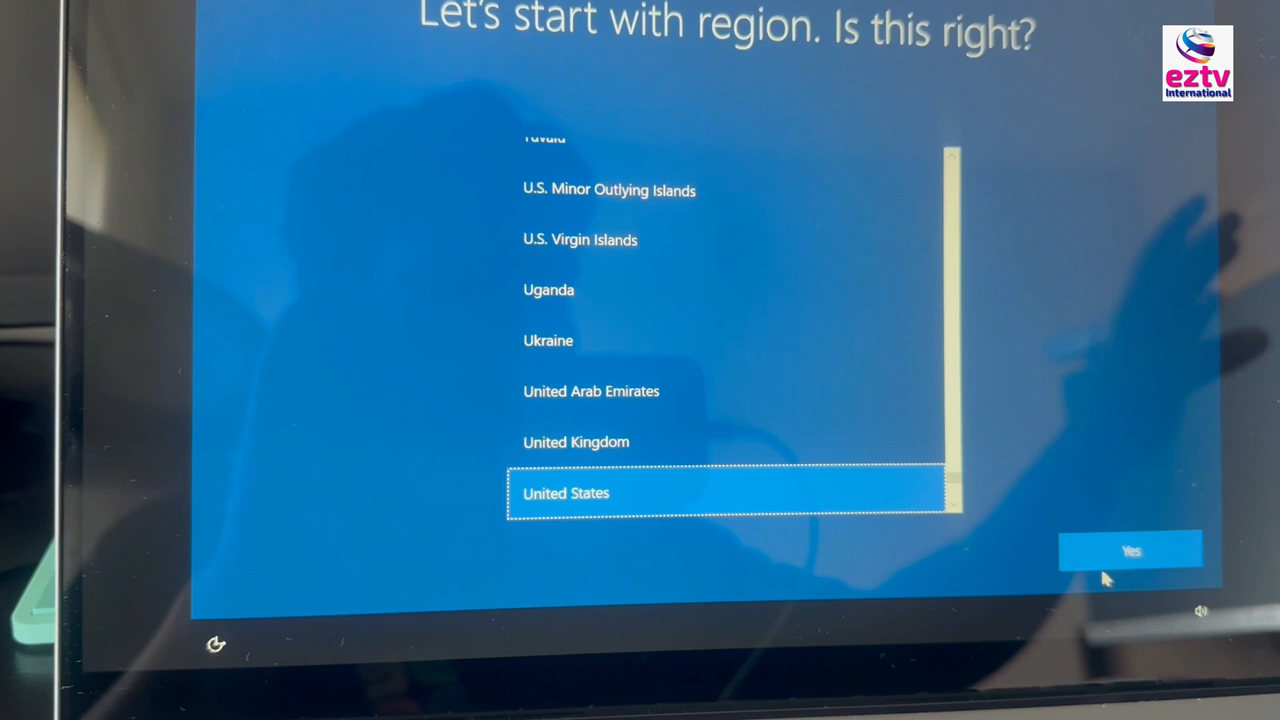 Let's start with region. Is this right?
eztv
International
U.S. Minor Outlying Islands
U.S. Virgin Islands
Uganda
Ukraine
United Arab Emirates
United Kingdom
United States
Yes